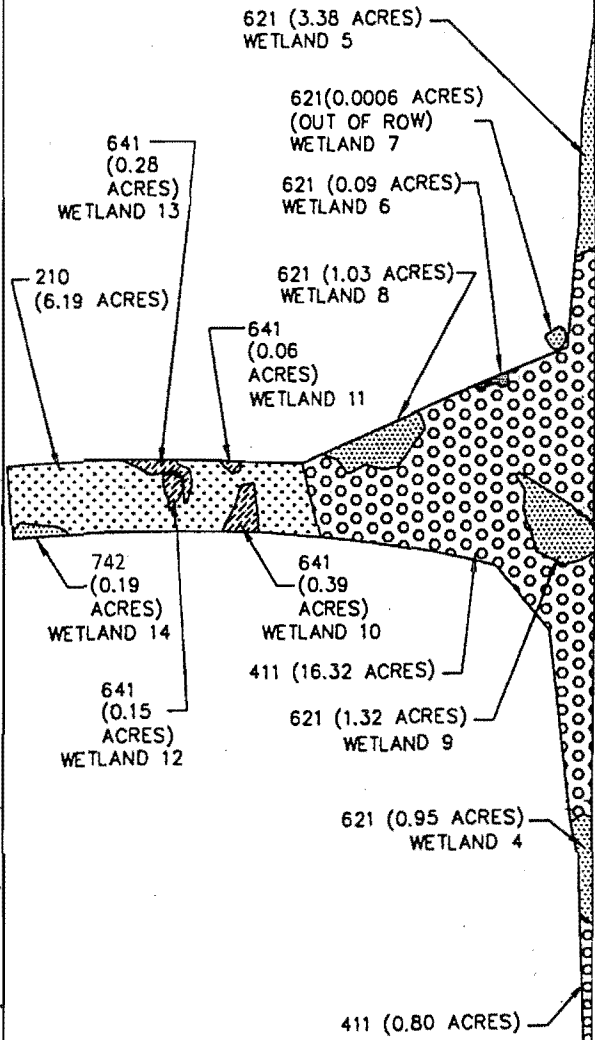 621 (3.38 ACRES)
WETLAND 5
621(0.0006 ACRES)
(OUT OF ROW)
WETLAND 7
641
(0.28
ACRES)
WETLAND 13
621 (0.09 ACRES)
WETLAND 6
210
(6.19 ACRES)
621 (1.03 ACRES)
WETLAND 8
641
(0.06
ACRES)
WETLAND 11
742
(0.19
ACRES)
WETLAND 14
641
(0.39
ACRES)
WETLAND 10
411 (16.32 ACRES)
641
(0.15
ACRES)
WETLAND 12
621 (1.32 ACRES)
WETLAND 9
621 (0.95 ACRES)
WETLAND 4
411 (0.80 ACRES)